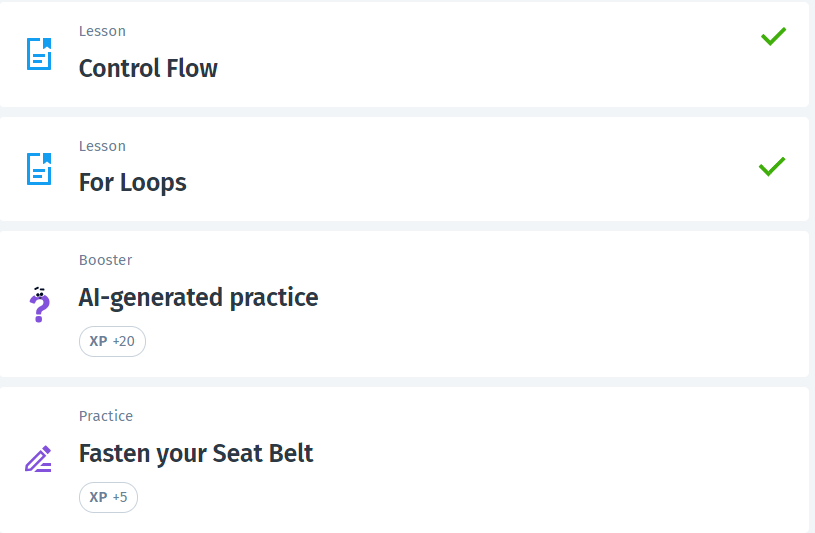 Lesson
Control Flow
Lesson
For Loops
Booster
AI-generated practice
XP +20
Practice
Fasten your Seat Belt
XP +5